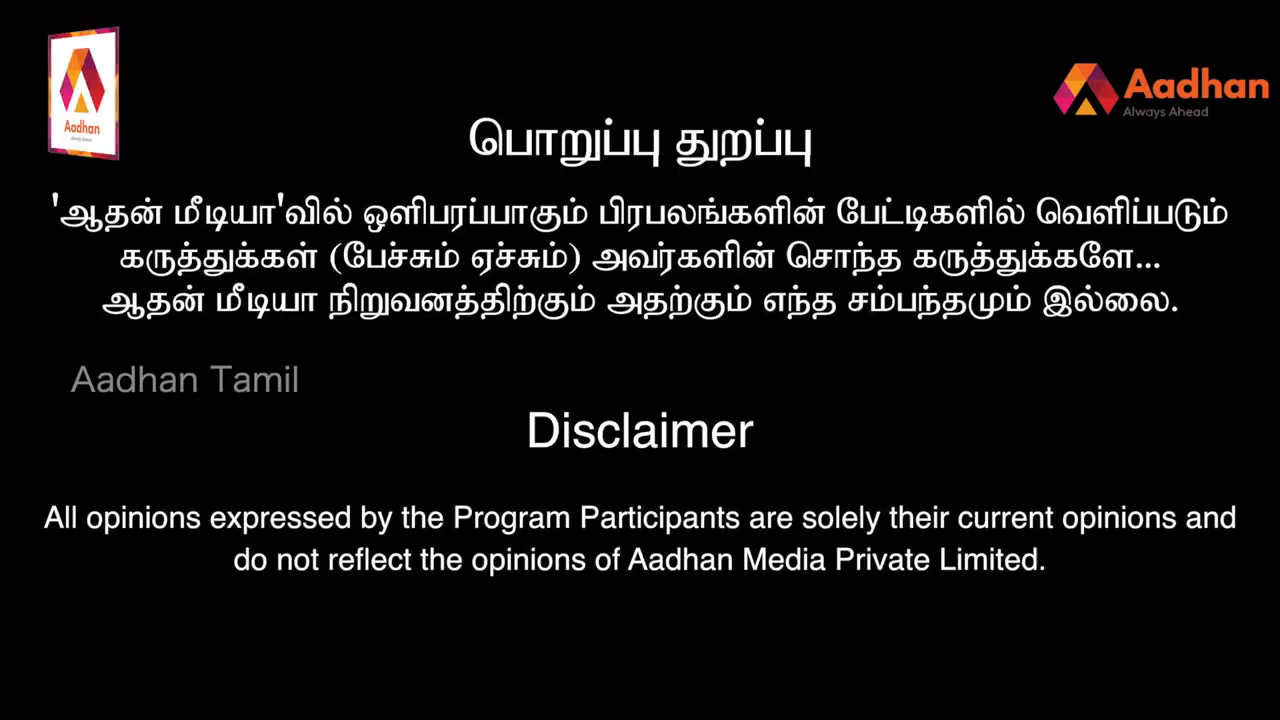 Aadhan
Always Ahead
Aadhan
Always Ahead
பொறுப்பு துறப்பு
'ஆதன் மீடியா'வில் ஒளிபரப்பாகும் பிரபலங்களின் பேட்டிகளில் வெளிப்படும்
கருத்துக்கள் (பேச்சும் ஏச்சும்) அவர்களின் சொந்த கருத்துக்களே...
ஆதன் மீடியா நிறுவனத்திற்கும் அதற்கும் எந்த சம்பந்தமும் இல்லை.
Aadhan Tamil
Disclaimer
All opinions expressed by the Program Participants are solely their current opinions and
do not reflect the opinions of Aadhan Media Private Limited.